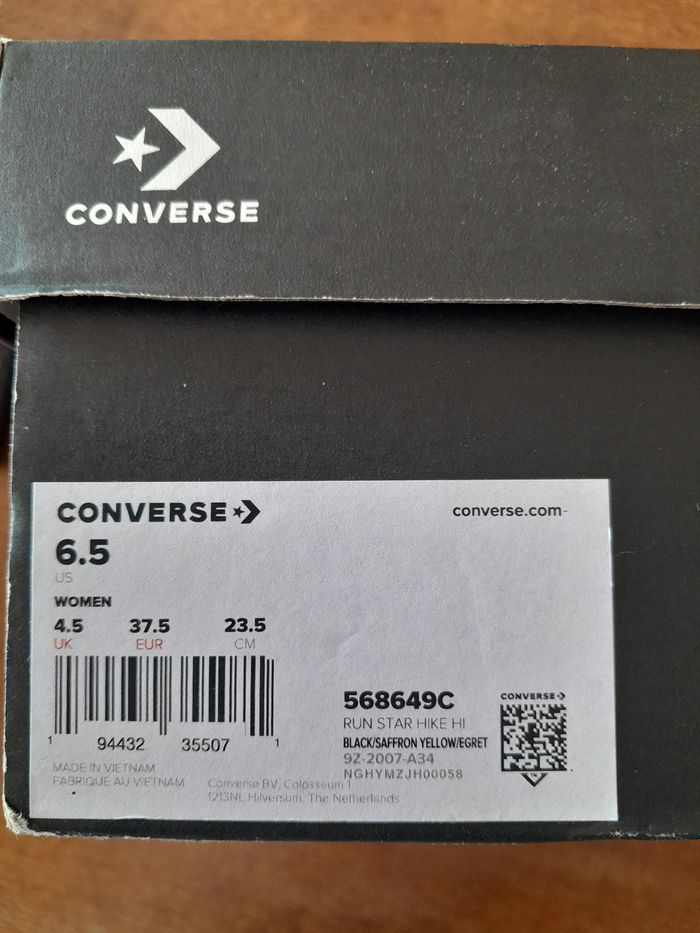 CONVERSE
CONVERSE
converse.com
6.5
US
WOMEN
4.5 37.5 23.5
UK EUR CM
1 94432 35507 1
568649C
RUN STAR HIKE HI
BLACK/SAFFRON YELLOW/EGRET
9Z-2007-A34
NGHYMZJH00058
CONVERSE
MADE IN VIETNAM
FABRIQUE AU VIETNAM
Converse BV, Colosseum 1
1213NL Hilversum, The Netherlands